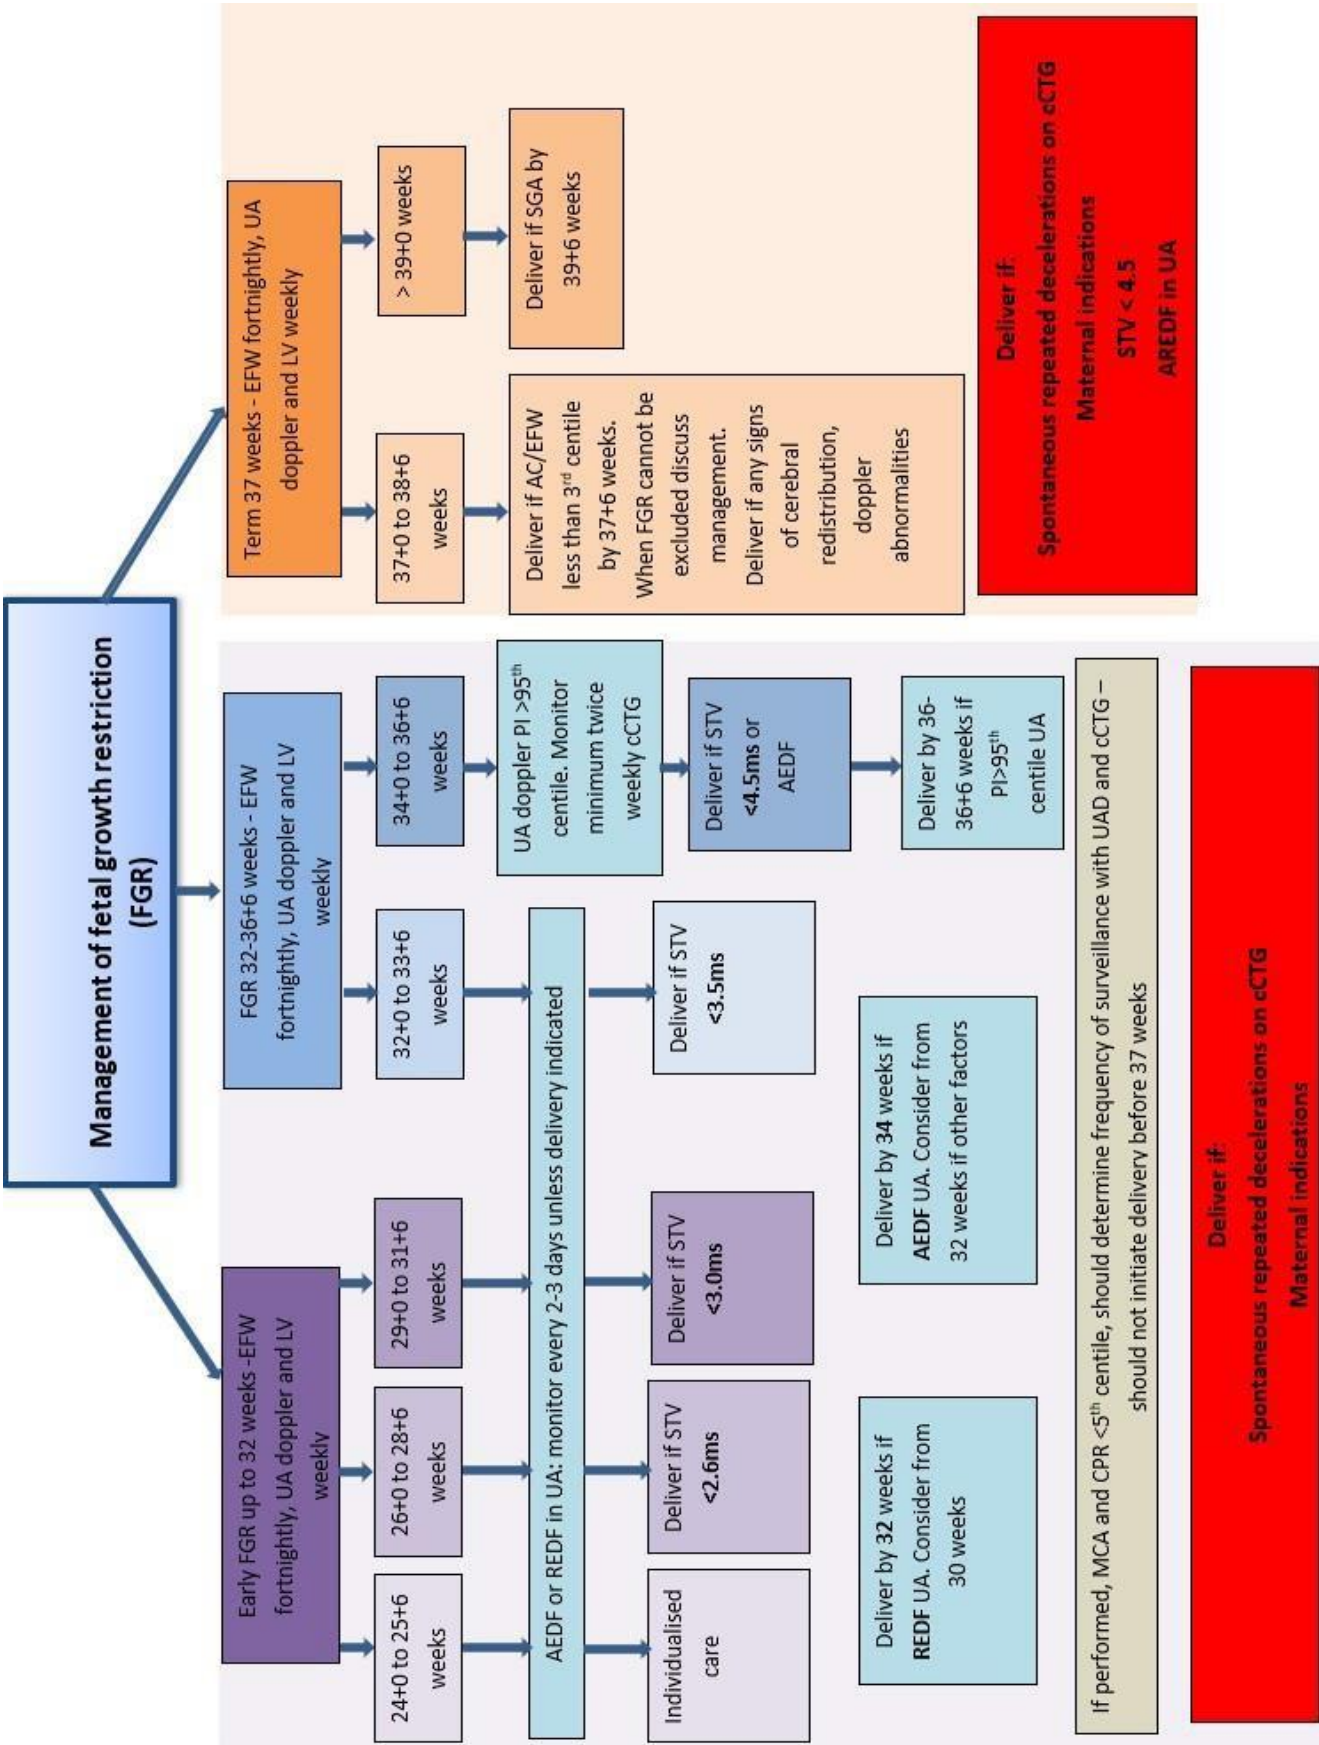 Management of fetal growth restriction
(FGR)
Early FGR up to 32 weeks -EFW
fortnightly, UA doppler and LV
weekly
FGR 32-36+6 weeks - EFW
fortnightly, UA doppler and LV
weekly
Term 37 weeks - EFW fortnightly, UA
doppler and LV weekly
24+0 to 25+6
weeks
26+0 to 28+6
weeks
29+0 to 31+6
weeks
32+0 to 33+6
weeks
34+0 to 36+6
weeks
37+0 to 38+6
weeks
> 39+0 weeks
AEDF or REDF in UA: monitor every 2-3 days unless delivery indicated
UA doppler PI >95th
centile. Monitor
minimum twice
weekly cCTG
Deliver if AC/EFW
less than 3rd centile
by 37+6 weeks.
When FGR cannot be
excluded discuss
management.
Deliver if any signs
of cerebral
redistribution,
doppler
abnormalities
Deliver if SGA by
39+6 weeks
Individualised
care
Deliver if STV
<2.6ms
Deliver if STV
<3.0ms
Deliver if STV
<3.5ms
Deliver if STV
<4.5ms or
AEDF
Deliver by 32 weeks if
REDF UA. Consider from
30 weeks
Deliver by 34 weeks if
AEDF UA. Consider from
32 weeks if other factors
Deliver by 36-
36+6 weeks if
PI>95th
centile UA
If performed, MCA and CPR <5th centile, should determine frequency of surveillance with UAD and cCTG –
should not initiate delivery before 37 weeks
Deliver if:
Spontaneous repeated decelerations on cCTG
Maternal indications
Deliver if:
Spontaneous repeated decelerations on cCTG
Maternal indications
STV < 4.5
AREDF in UA